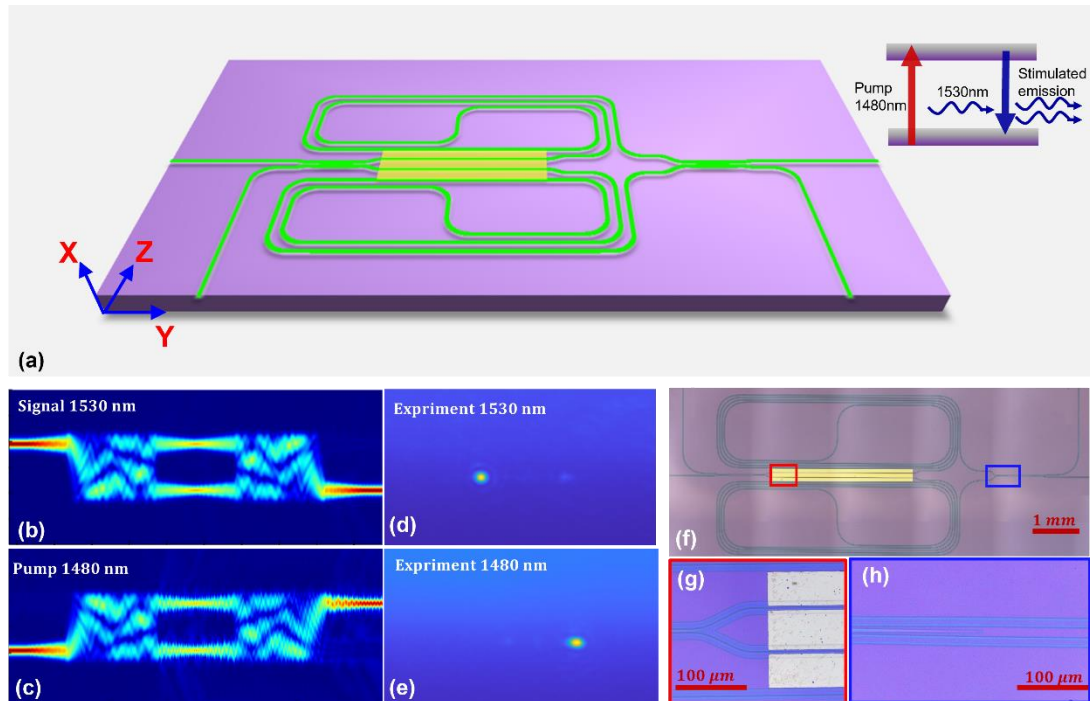 Pump
1480nm
1530nm
Stimulated
emission
X
Z
Y
(a)
Signal 1530 nm
(b)
Expriment 1530 nm
(d)
Pump 1480 nm
(c)
Expriment 1480 nm
(e)
1 mm
(f)
(g)
100 μm
(h)
100 μm